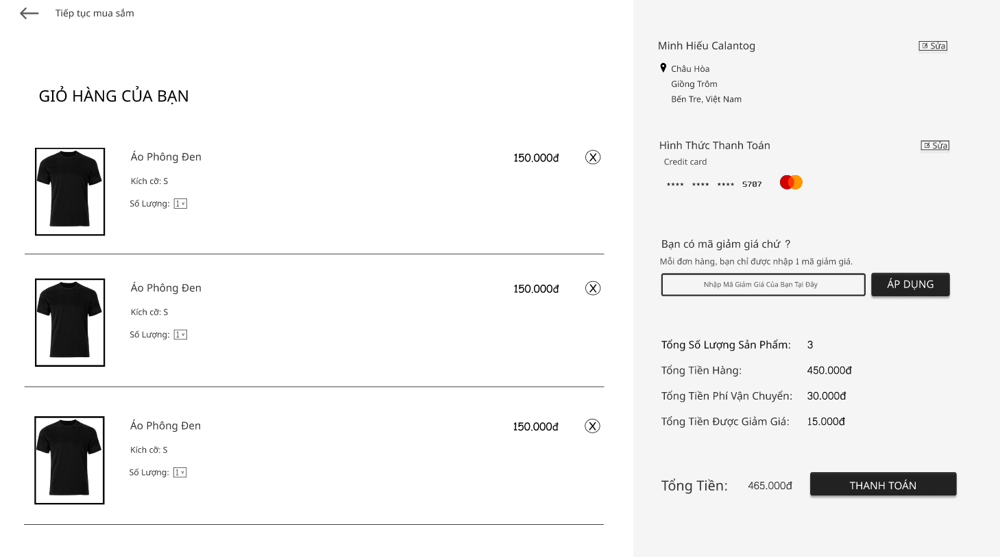 Tiếp tục mua sắm
GIỎ HÀNG CỦA BẠN
Áo Phông Đen
150.000đ
X
Kích cỡ: S
Số Lượng: 1 v
Áo Phông Đen
150.000đ
X
Kích cỡ: S
Số Lượng: 1 v
Áo Phông Đen
150.000đ
X
Kích cỡ: S
Số Lượng: 1 v
Minh Hiếu Calantog
Sửa
Châu Hòa
Giồng Trôm
Bến Tre, Việt Nam
Hình Thức Thanh Toán
Sửa
Credit card
**** **** **** 5707
Bạn có mã giảm giá chứ ?
Mỗi đơn hàng, bạn chỉ được nhập 1 mã giảm giá.
Nhập Mã Giảm Giá Của Bạn Tại Đây
ÁP DỤNG
Tổng Số Lượng Sản Phẩm: 3
Tổng Tiền Hàng: 450.000đ
Tổng Tiền Phí Vận Chuyển: 30.000đ
Tổng Tiền Được Giảm Giá: 15.000đ
Tổng Tiền: 465.000đ
THANH TOÁN